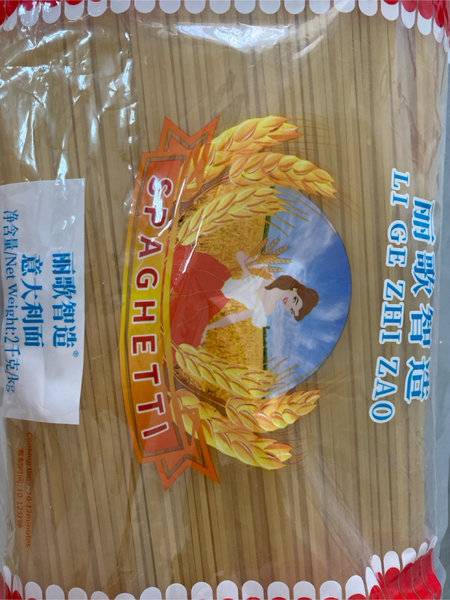 丽歌智造
LI GE ZHI ZAO
SPAGHETTI
丽歌智造®
意大利面
净含量/Net Weight:2千克/kg